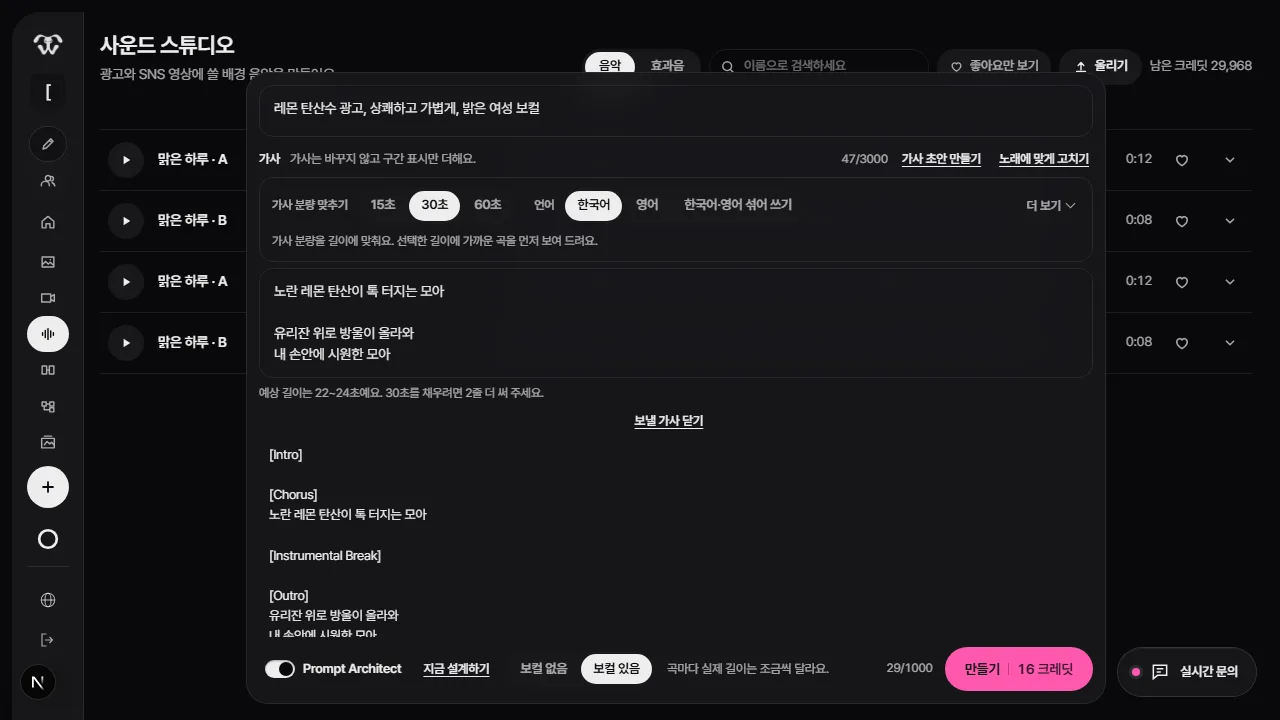 사운드 스튜디오
음악
효과음
이름으로 검색하세요
좋아요만 보기
올리기
남은 크레딧 29,968
광고와 SNS 영상에 쓸 배경 음악을 만들어요
[
레몬 탄산수 광고, 상쾌하고 가볍게, 밝은 여성 보컬
맑은 하루 · A
0:12
맑은 하루 · B
0:08
맑은 하루 · A
0:12
맑은 하루 · B
0:08
가사 가사는 바꾸지 않고 구간 표시만 더해요.
47/3000
가사 초안 만들기
노래에 맞게 고치기
가사 분량 맞추기 15초 30초 60초 언어 한국어 영어 한국어·영어 섞어 쓰기 더 보기
가사 분량을 길이에 맞춰요. 선택한 길이에 가까운 곡을 먼저 보여 드려요.
노란 레몬 탄산이 톡 터지는 모아
유리잔 위로 방울이 올라와
내 손안에 시원한 모아
예상 길이는 22~24초예요. 30초를 채우려면 2줄 더 써 주세요.
보낼 가사 닫기
[Intro]
[Chorus]
노란 레몬 탄산이 톡 터지는 모아
[Instrumental Break]
[Outro]
유리잔 위로 방울이 올라와
내 손안에 시원한 모아
Prompt Architect
지금 설계하기
보컬 없음
보컬 있음
곡마다 실제 길이는 조금씩 달라요.
29/1000
만들기 16 크레딧
실시간 문의
N